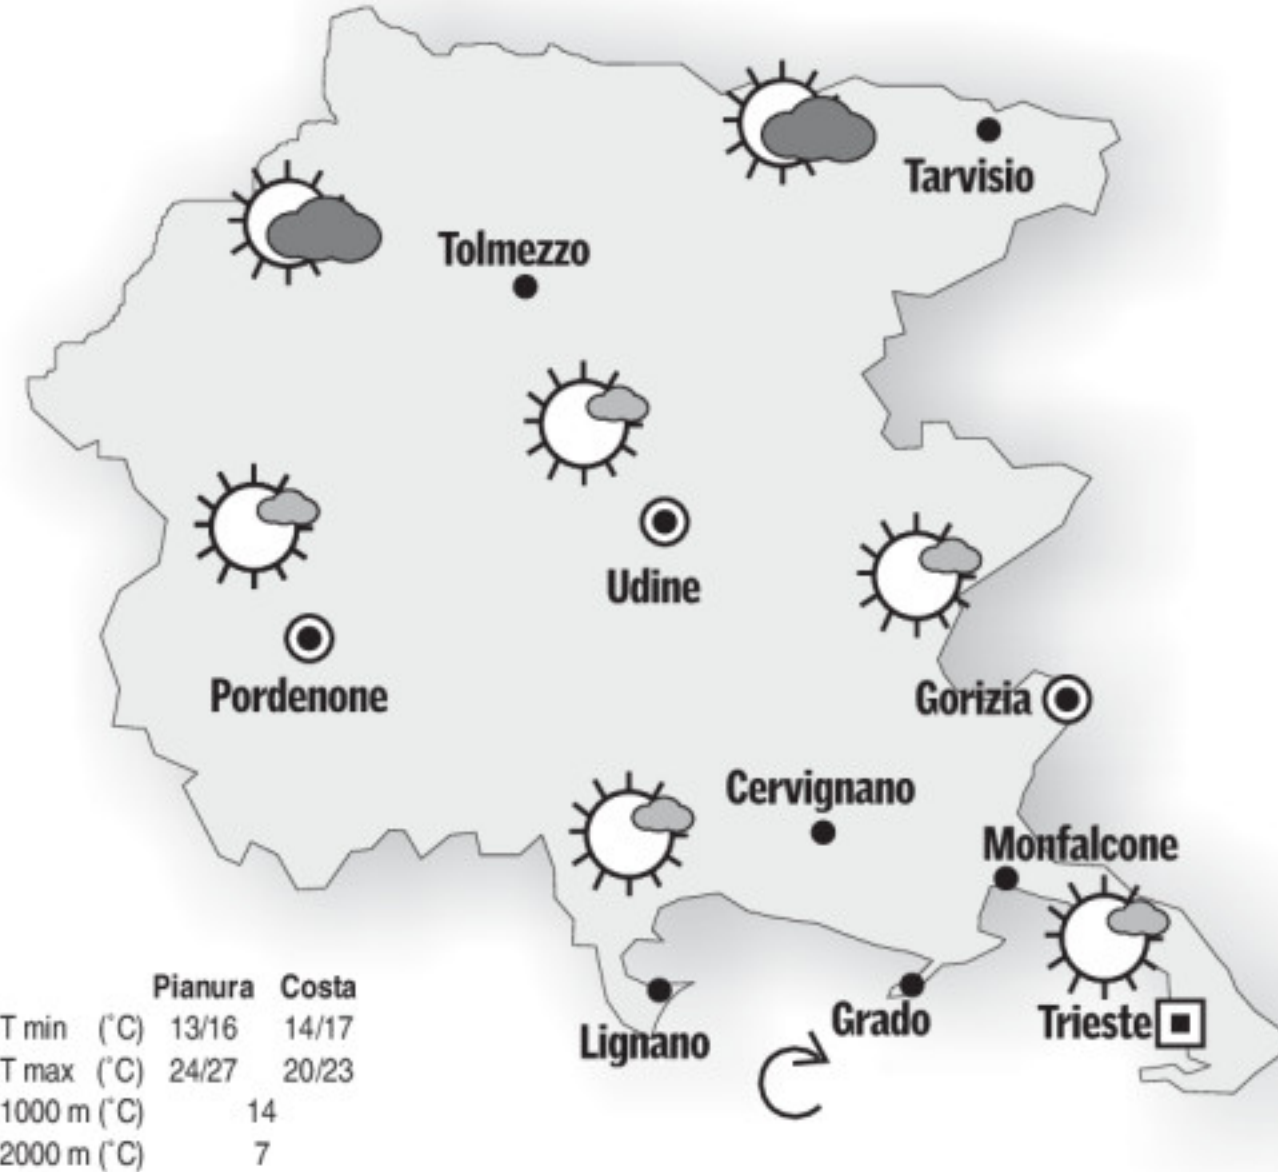 Tarvisio
Tolmezzo
Udine
Pordenone
Gorizia
Cervignano
Monfalcone
Grado
Trieste
Lignano
Pianura Costa
T min (°C) 13/16 14/17
T max (°C) 24/27 20/23
1000 m (°C) 14
2000 m (°C) 7